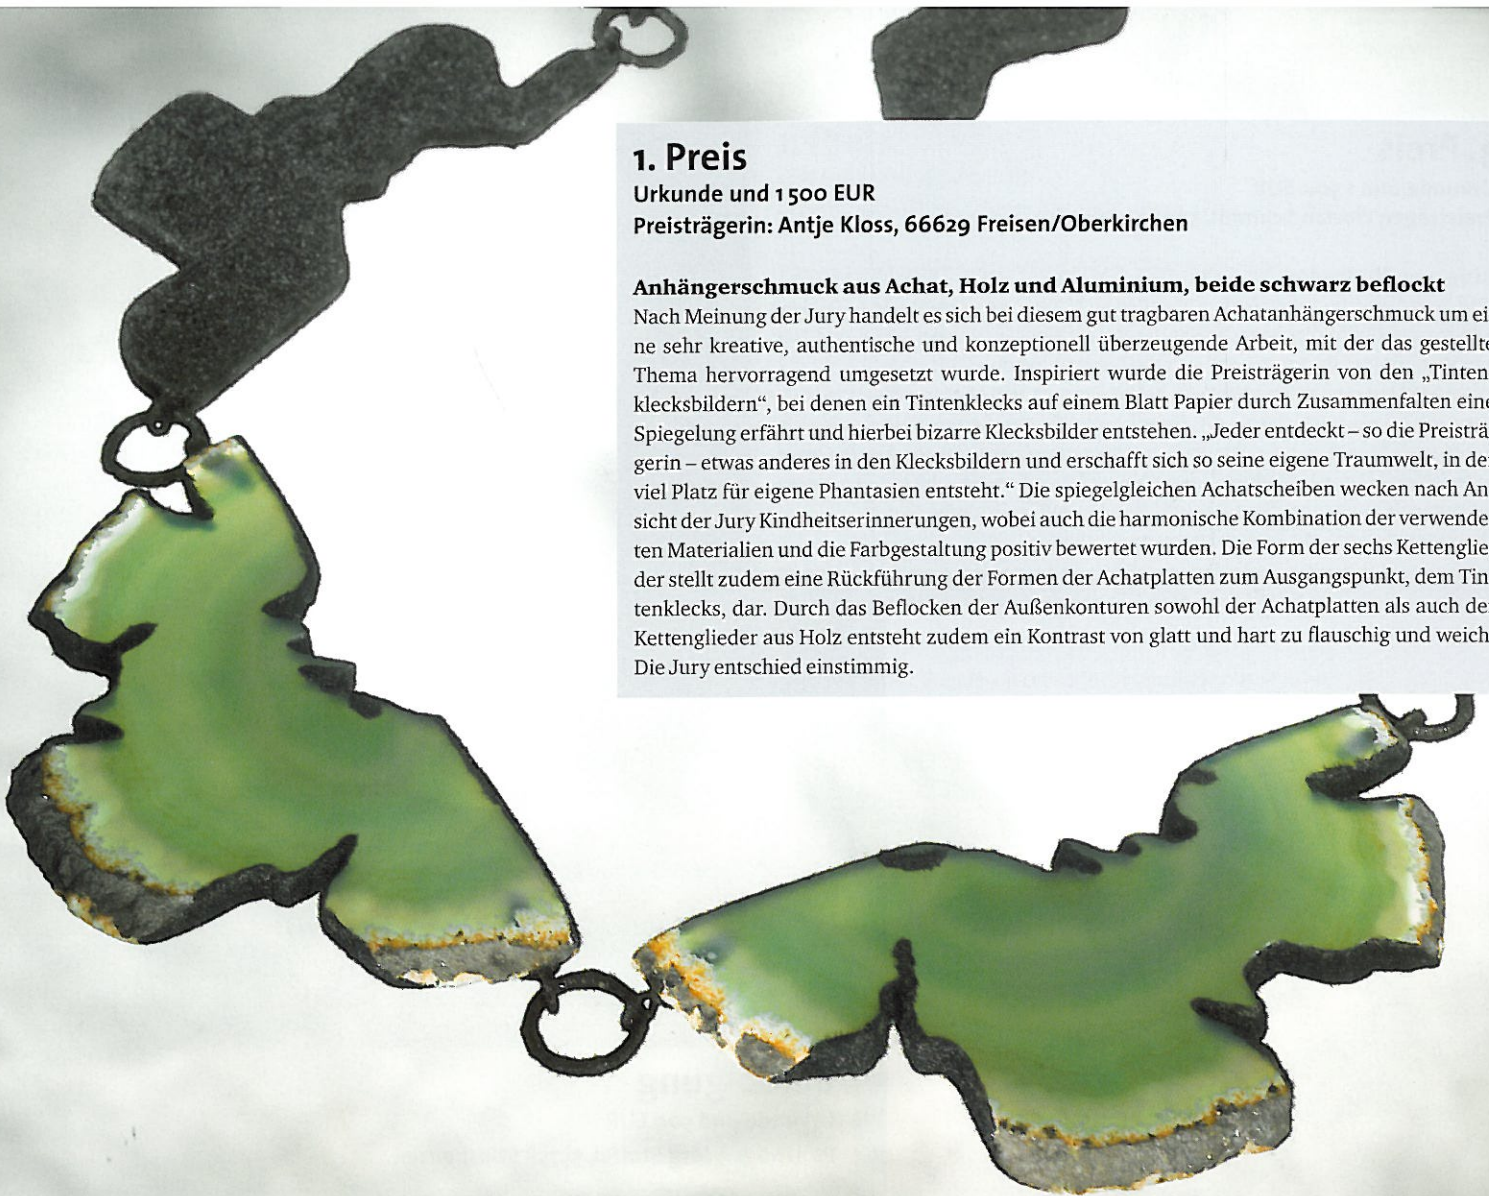 1. Preis
Urkunde und 1500 EUR
Preisträgerin: Antje Kloss, 66629 Freisen/Oberkirchen
Anhängerschmuck aus Achat, Holz und Aluminium, beide schwarz beflockt
Nach Meinung der Jury handelt es sich bei diesem gut tragbaren Achatanhängerschmuck um ei
ne sehr kreative, authentische und konzeptionell überzeugende Arbeit, mit der das gestellte
Thema hervorragend umgesetzt wurde. Inspiriert wurde die Preisträgerin von den „Tinten
klecksbildern“, bei denen ein Tintenklecks auf einem Blatt Papier durch Zusammenfalten eine
Spiegelung erfährt und hierbei bizarre Klecksbilder entstehen. „Jeder entdeckt – so die Preisträ
gerin – etwas anderes in den Klecksbildern und erschafft sich so seine eigene Traumwelt, in der
viel Platz für eigene Phantasien entsteht.“ Die spiegelgleichen Achatscheiben wecken nach An
sicht der Jury Kindheitserinnerungen, wobei auch die harmonische Kombination der verwende
ten Materialien und die Farbgestaltung positiv bewertet wurden. Die Form der sechs Kettenglie
der stellt zudem eine Rückführung der Formen der Achatplatten zum Ausgangspunkt, dem Tin
tenklecks, dar. Durch das Beflocken der Außenkonturen sowohl der Achatplatten als auch der
Kettenglieder aus Holz entsteht zudem ein Kontrast von glatt und hart zu flauschig und weich.
Die Jury entschied einstimmig.